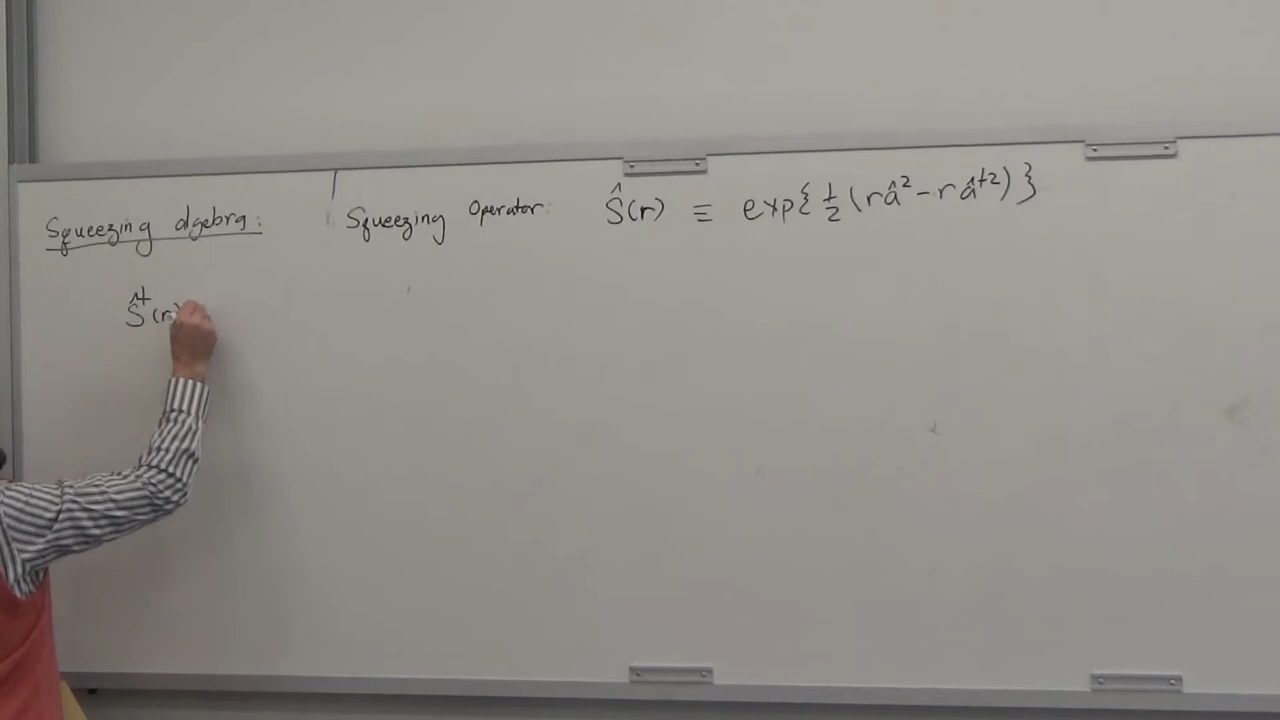 Squeezing algebra: Squeezing Operator: Ŝ(r) ≡ exp{½(râ² − râ†²)}
Ŝ†(r)